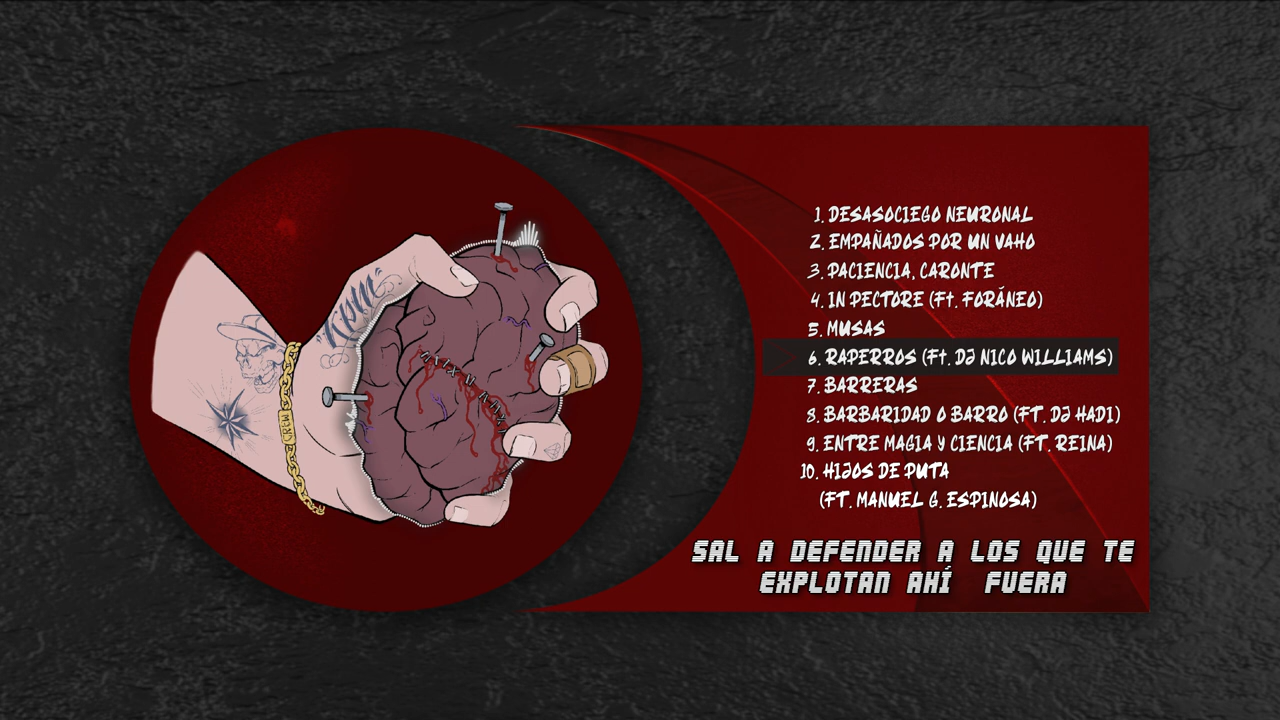 1. DESASOCIEGO NEURONAL
2. EMPAÑADOS POR UN VAHO
3. PACIENCIA, CARONTE
4. IN PECTORE (Ft. FORÁNEO)
5. MUSAS
6. RAPERROS (Ft. DJ NICO WILLIAMS)
7. BARRERAS
8. BARBARIDAD O BARRO (FT. DJ HADI)
9. ENTRE MAGIA Y CIENCIA (FT. REINA)
10. HIJOS DE PUTA
(FT. MANUEL G. ESPINOSA)
SAL A DEFENDER A LOS QUE TE
EXPLOTAN AHÍ FUERA
"Kpm"
CREW